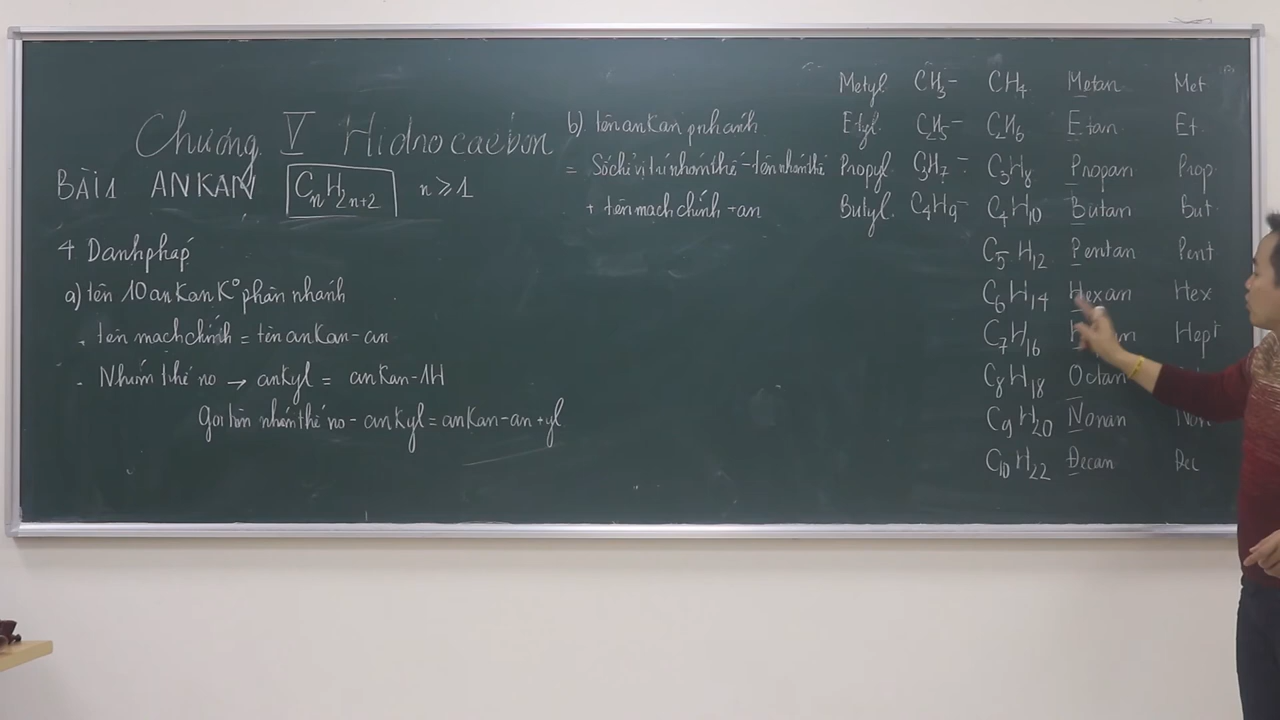 Chương V Hidrocacbon
BÀI 1 ANKAN CnH2n+2 n ≥ 1
4 Danh pháp
a) tên 10 ankan K° phân nhánh
. tên mạch chính = tên ankan - an
- Nhóm thế no → ankyl = ankan - 1H
Gọi tên nhóm thế no - ankyl = ankan - an + yl
b) tên ankan p nhánh
= Số chỉ vị trí nhóm thế - tên nhóm thế
+ tên mạch chính - an
Metyl CH3- CH4 Metan Met
Etyl C2H5- C2H6 Etan Et
Propyl C3H7- C3H8 Propan Prop
Butyl C4H9- C4H10 Butan But
C5H12 Pentan Pent
C6H14 Hexan Hex
C7H16 Hept
C8H18 Octan
C9H20 Nonan Non
C10H22 Đecan Đec